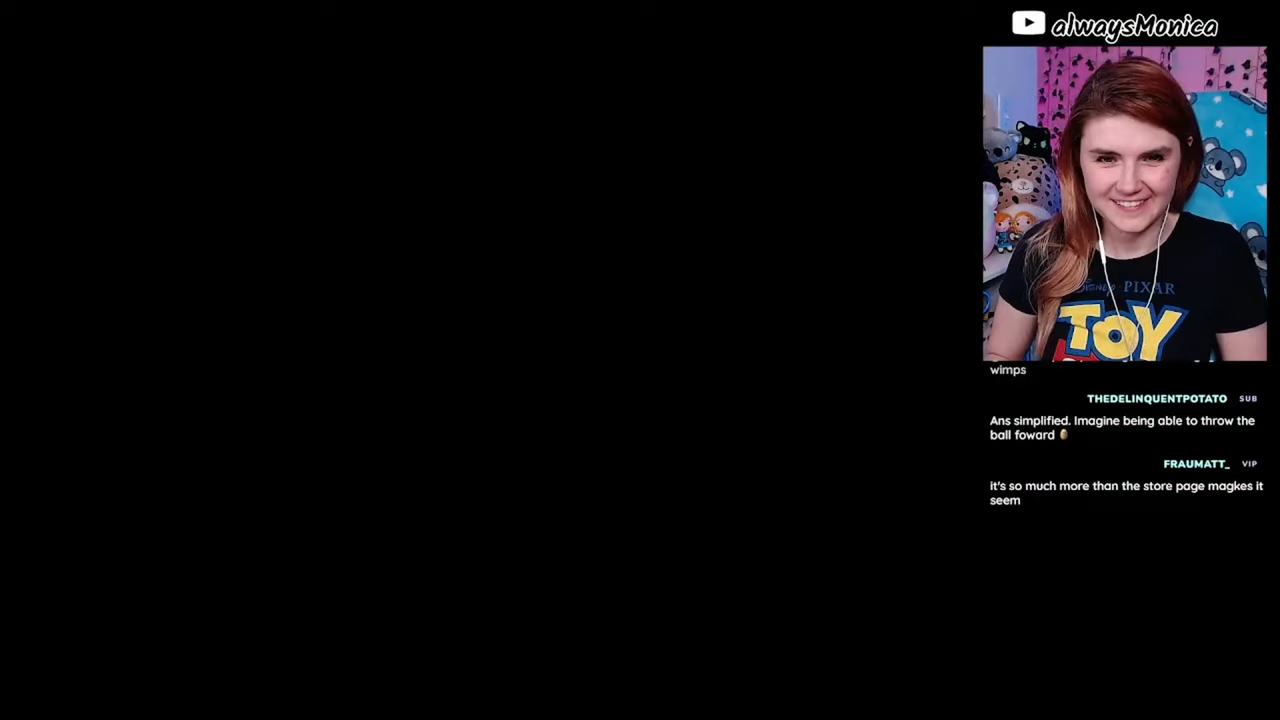 alwaysMonica
DISNEY · PIXAR
TOY
wimps
THEDELINQUENTPOTATO SUB
Ans simplified. Imagine being able to throw the
ball foward
FRAUMATT_ VIP
it's so much more than the store page magkes it
seem